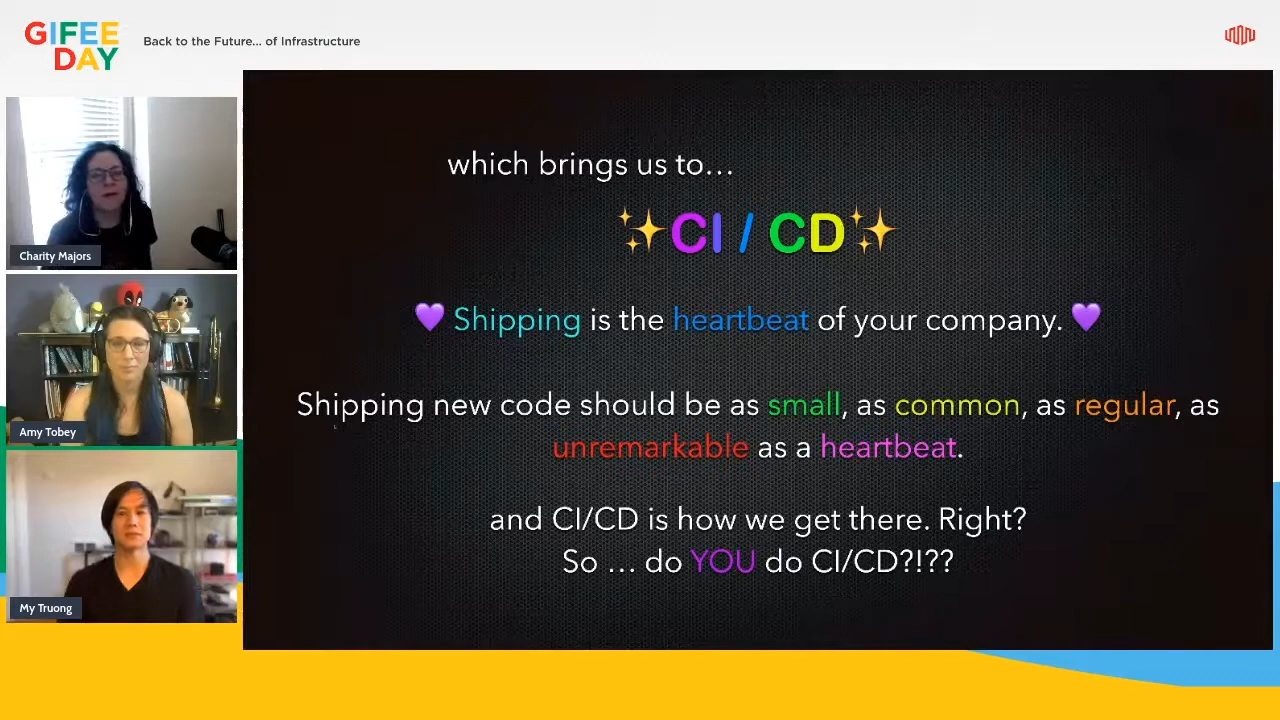 GIFEE
DAY
Back to the Future... of Infrastructure
Charity Majors
Amy Tobey
My Truong
which brings us to…
✨CI / CD✨
💜 Shipping is the heartbeat of your company. 💜
Shipping new code should be as small, as common, as regular, as
unremarkable as a heartbeat.
and CI/CD is how we get there. Right?
So … do YOU do CI/CD?!??